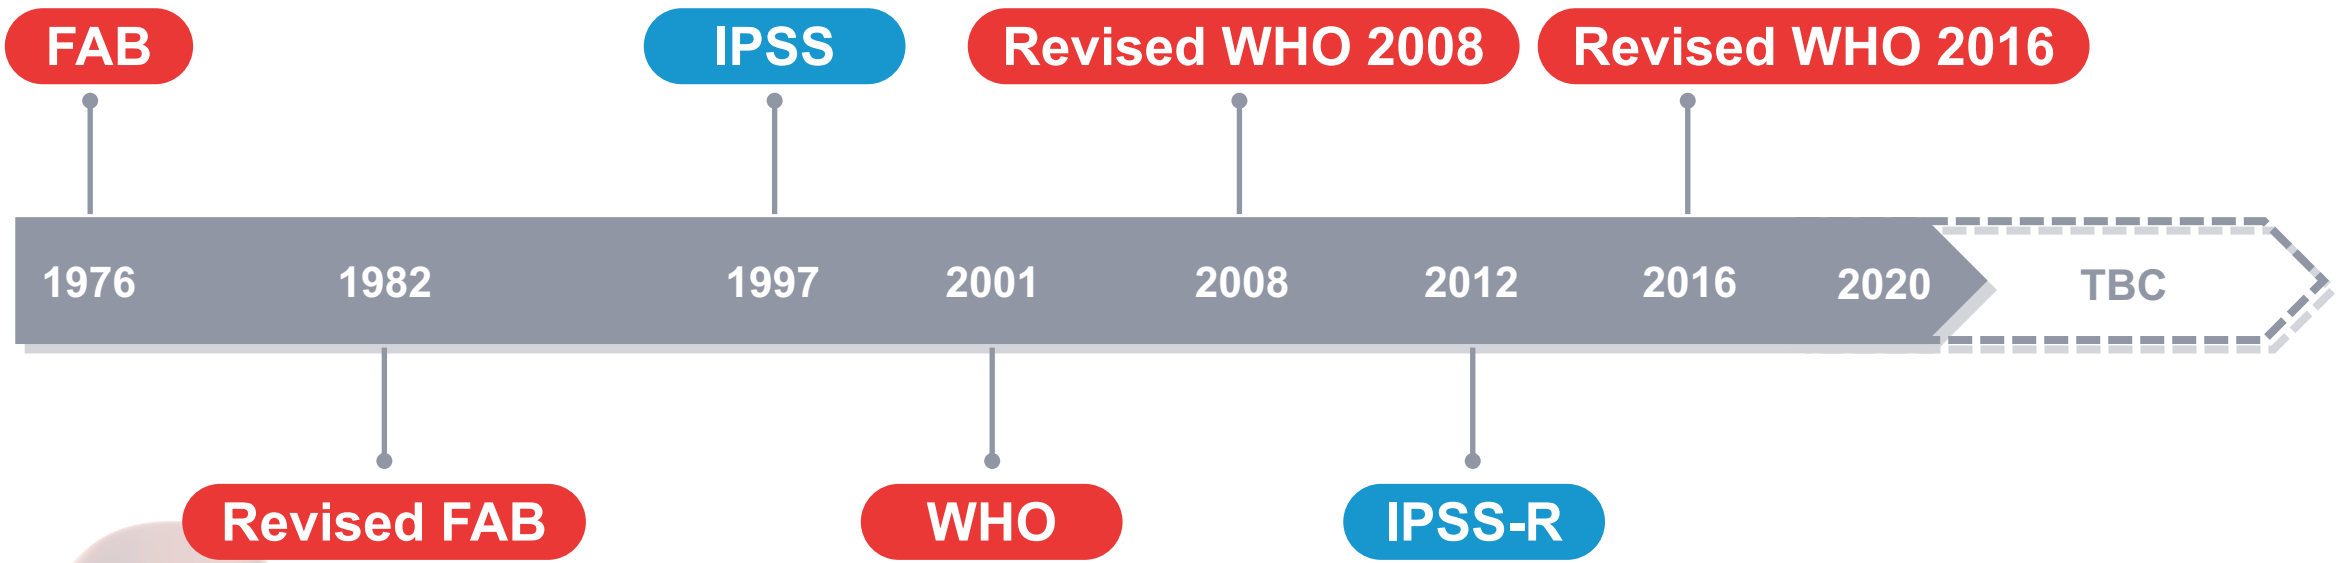 FAB
IPSS
Revised WHO 2008
Revised WHO 2016
1976
1982
1997
2001
2008
2012
2016
2020
TBC
Revised FAB
WHO
IPSS-R